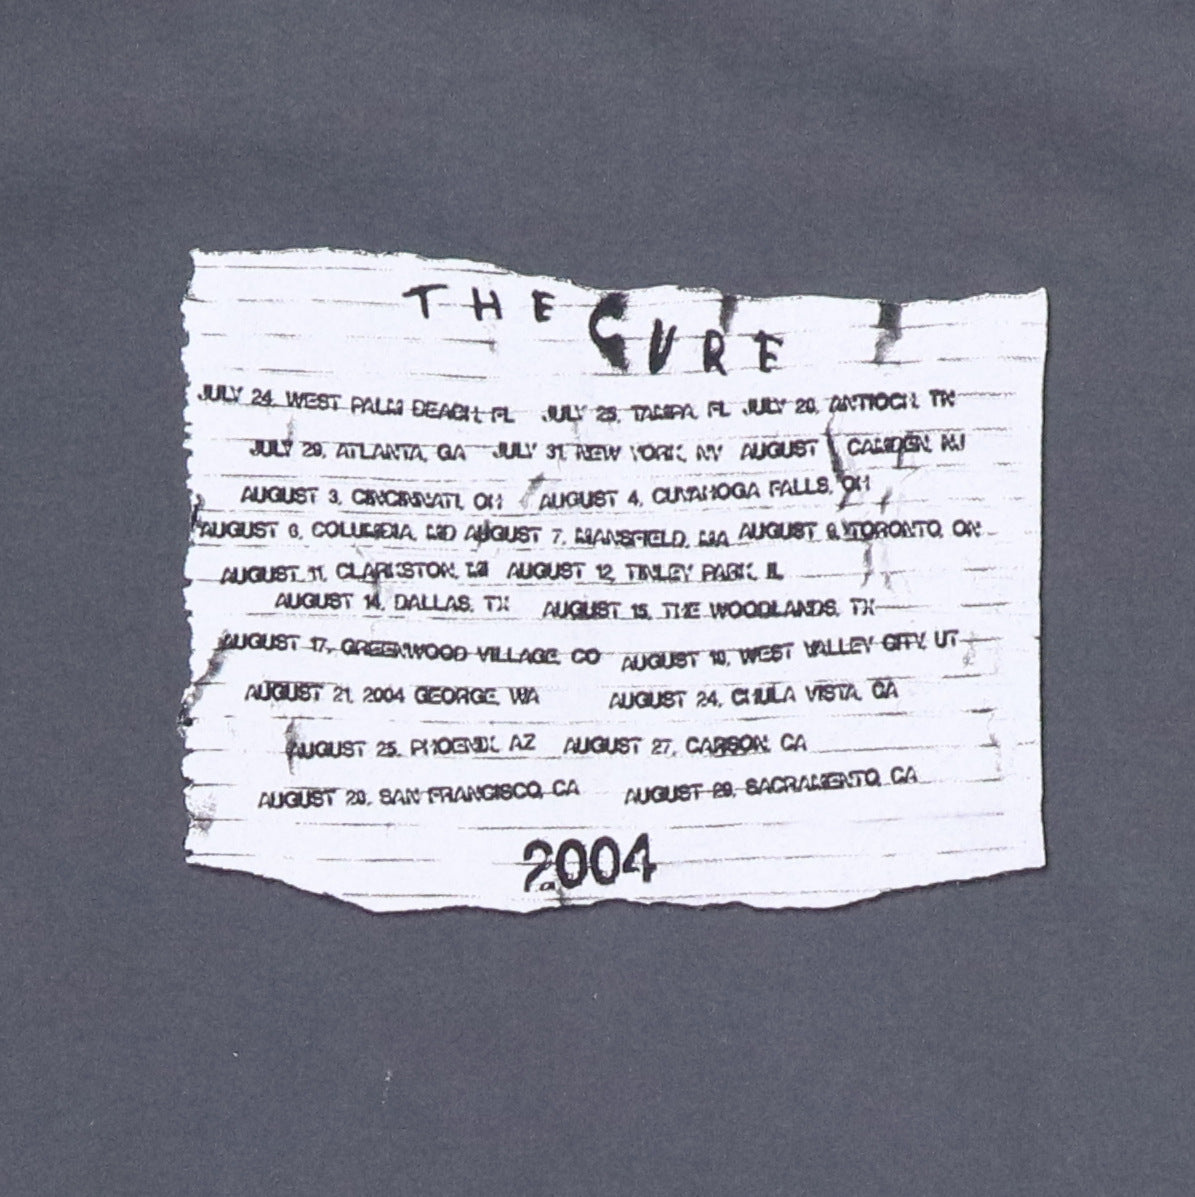 THE CURE
JULY 24, WEST PALM BEACH, FL JULY 25, TAMPA, FL JULY 28, ANTIOCH, TN
JULY 29, ATLANTA, GA JULY 31, NEW YORK, NY AUGUST CAMDEN, NJ
AUGUST 3, CINCINNATI, OH AUGUST 4, CUYAHOGA FALLS, OH
AUGUST 6, COLUMBIA, MD AUGUST 7, MANSFIELD, MA AUGUST TORONTO, ON
AUGUST 11, CLARKSTON, MI AUGUST 12, TINLEY PARK, IL
AUGUST 14, DALLAS, TX AUGUST 15, THE WOODLANDS, TX
AUGUST 17, GREENWOOD VILLAGE, CO AUGUST WEST VALLEY CITY, UT
AUGUST 21, 2004 GEORGE, WA AUGUST 24, CHULA VISTA, CA
AUGUST 25, PHOENIX, AZ AUGUST 27, CARSON, CA
AUGUST 28, SAN FRANCISCO, CA AUGUST 29, SACRAMENTO, CA
2004